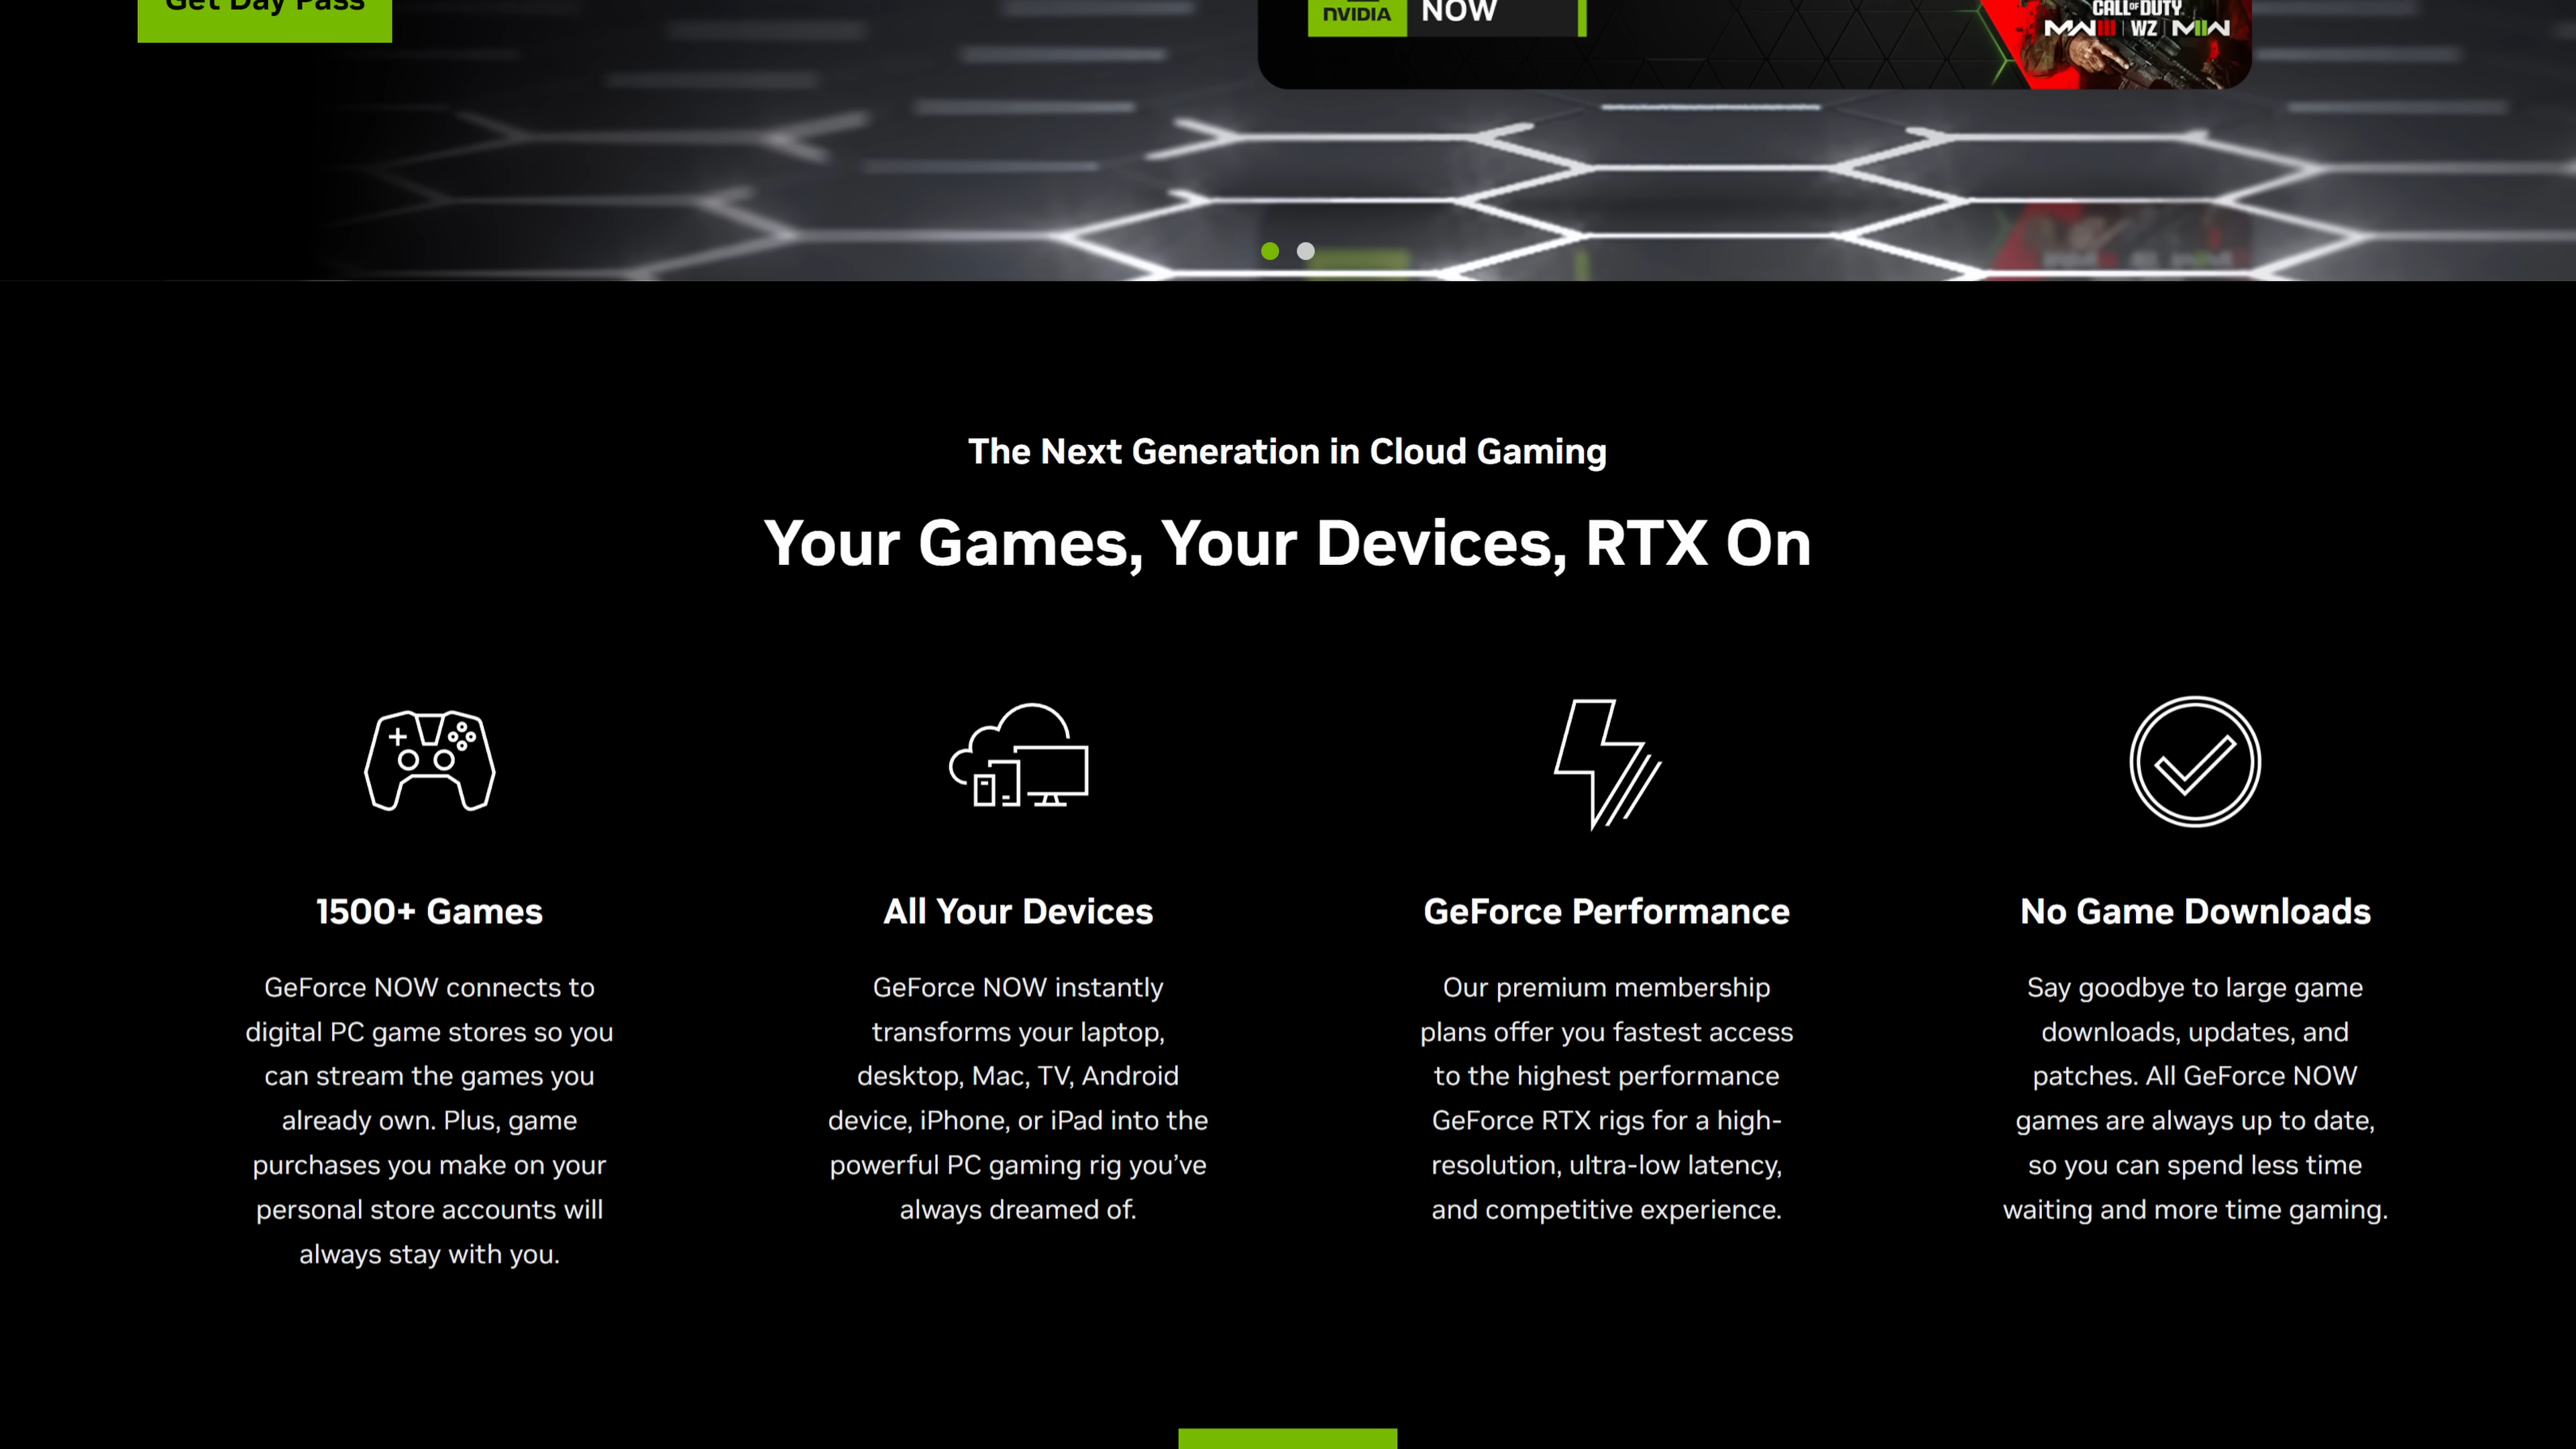 Get Day Pass
NVIDIA
NOW
CALL OF DUTY
MWIII | WZ | MWII
The Next Generation in Cloud Gaming
Your Games, Your Devices, RTX On
1500+ Games
GeForce NOW connects to
digital PC game stores so you
can stream the games you
already own. Plus, game
purchases you make on your
personal store accounts will
always stay with you.
All Your Devices
GeForce NOW instantly
transforms your laptop,
desktop, Mac, TV, Android
device, iPhone, or iPad into the
powerful PC gaming rig you’ve
always dreamed of.
GeForce Performance
Our premium membership
plans offer you fastest access
to the highest performance
GeForce RTX rigs for a high-
resolution, ultra-low latency,
and competitive experience.
No Game Downloads
Say goodbye to large game
downloads, updates, and
patches. All GeForce NOW
games are always up to date,
so you can spend less time
waiting and more time gaming.